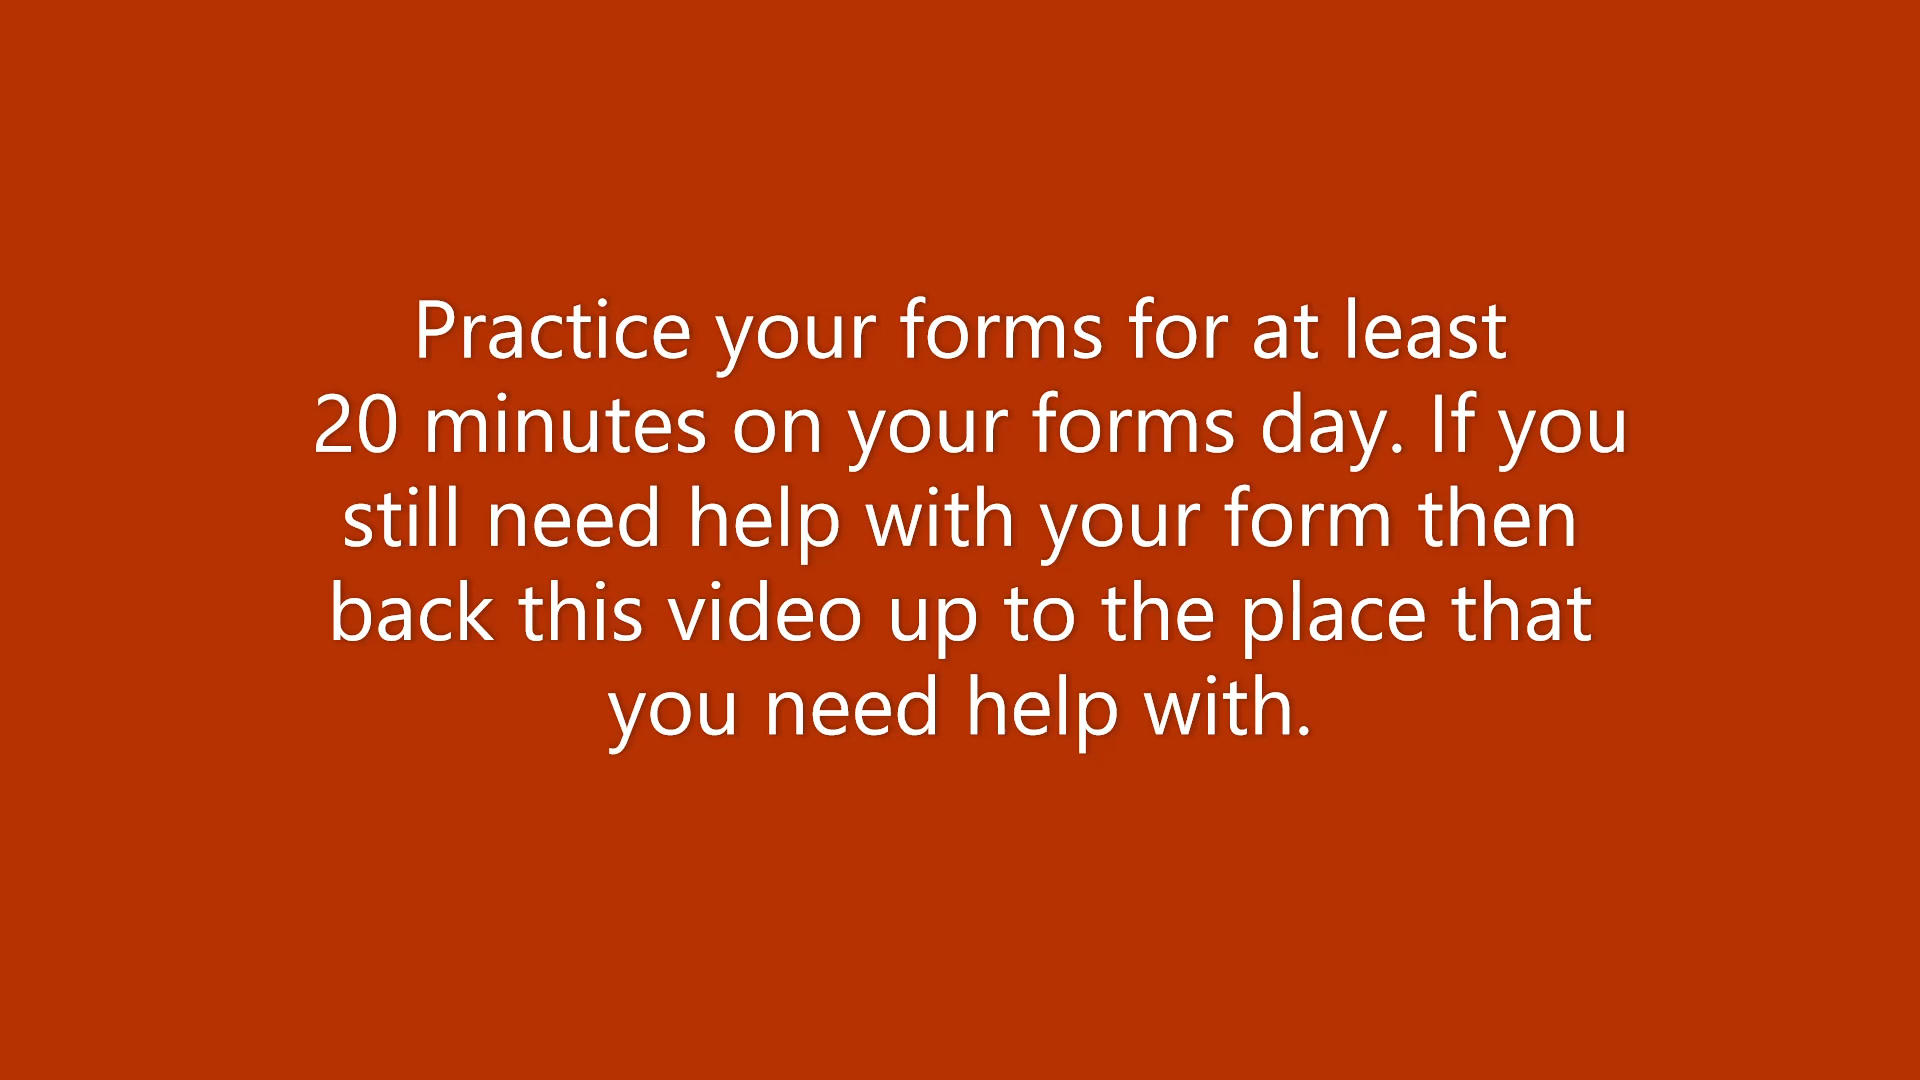 Practice your forms for at least
20 minutes on your forms day. If you
still need help with your form then
back this video up to the place that
you need help with.